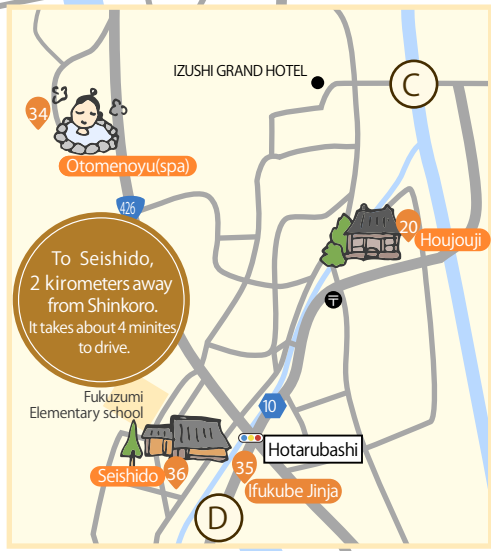 IZUSHI GRAND HOTEL
C
34
Otomenoyu(spa)
426
20
Houjouji
To Seishido,
2 kirometers away
from Shinkoro.
It takes about 4 minites
to drive.
〒
Fukuzumi
Elementary school
10
Hotarubashi
Seishido
36
35
Ifukube Jinja
D